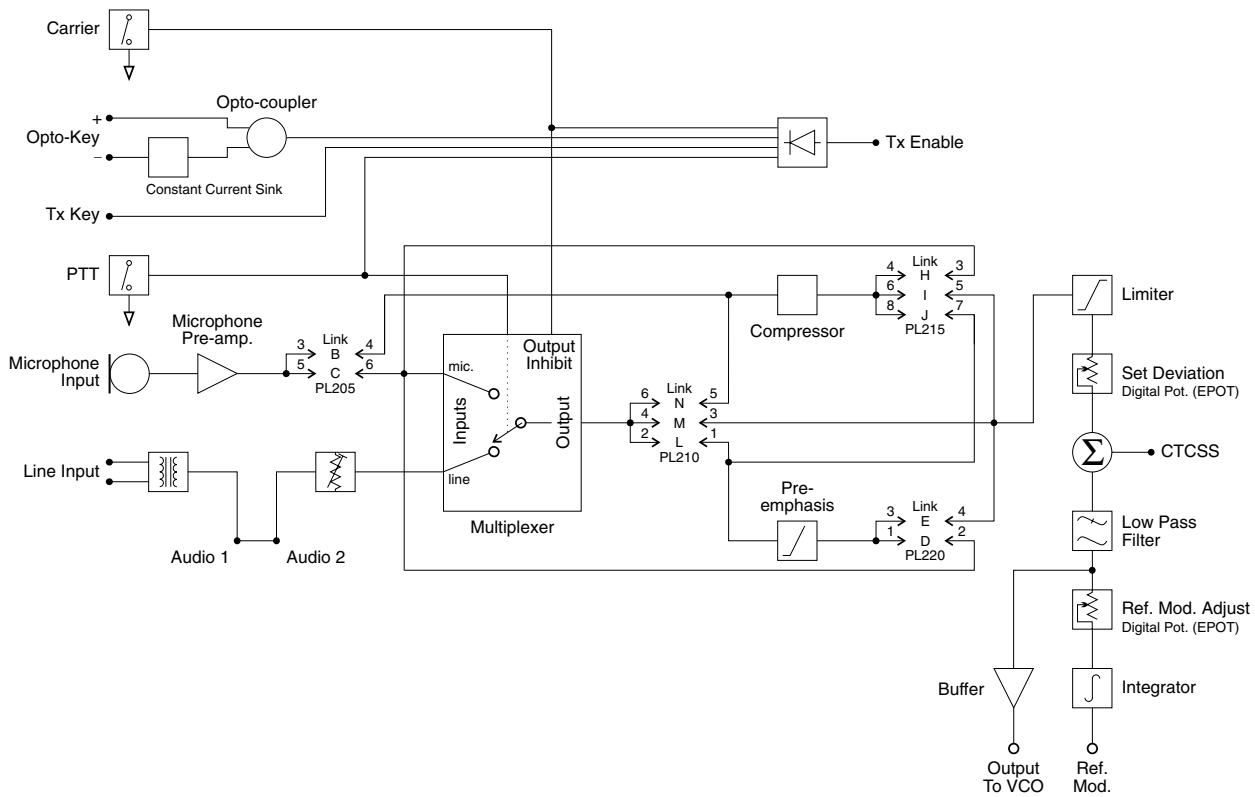 Carrier
Opto-coupler
+
Opto-Key
–
Constant Current Sink
Tx Enable
Tx Key
PTT
Microphone
Pre-amp.
Microphone
Input
Link
3 B 4
5 C 6
PL205
Output
Inhibit
mic.
Inputs
Output
line
Multiplexer
Compressor
Link
4 H 3
6 I 5
8 J 7
PL215
Link
6 N 5
4 M 3
2 L 1
PL210
Line Input
Audio 1
Audio 2
Pre-
emphasis
Link
3 E 4
1 D 2
PL220
Limiter
Set Deviation
Digital Pot. (EPOT)
Σ
CTCSS
Low Pass
Filter
Ref. Mod. Adjust
Digital Pot. (EPOT)
Buffer
Integrator
Output
To VCO
Ref.
Mod.